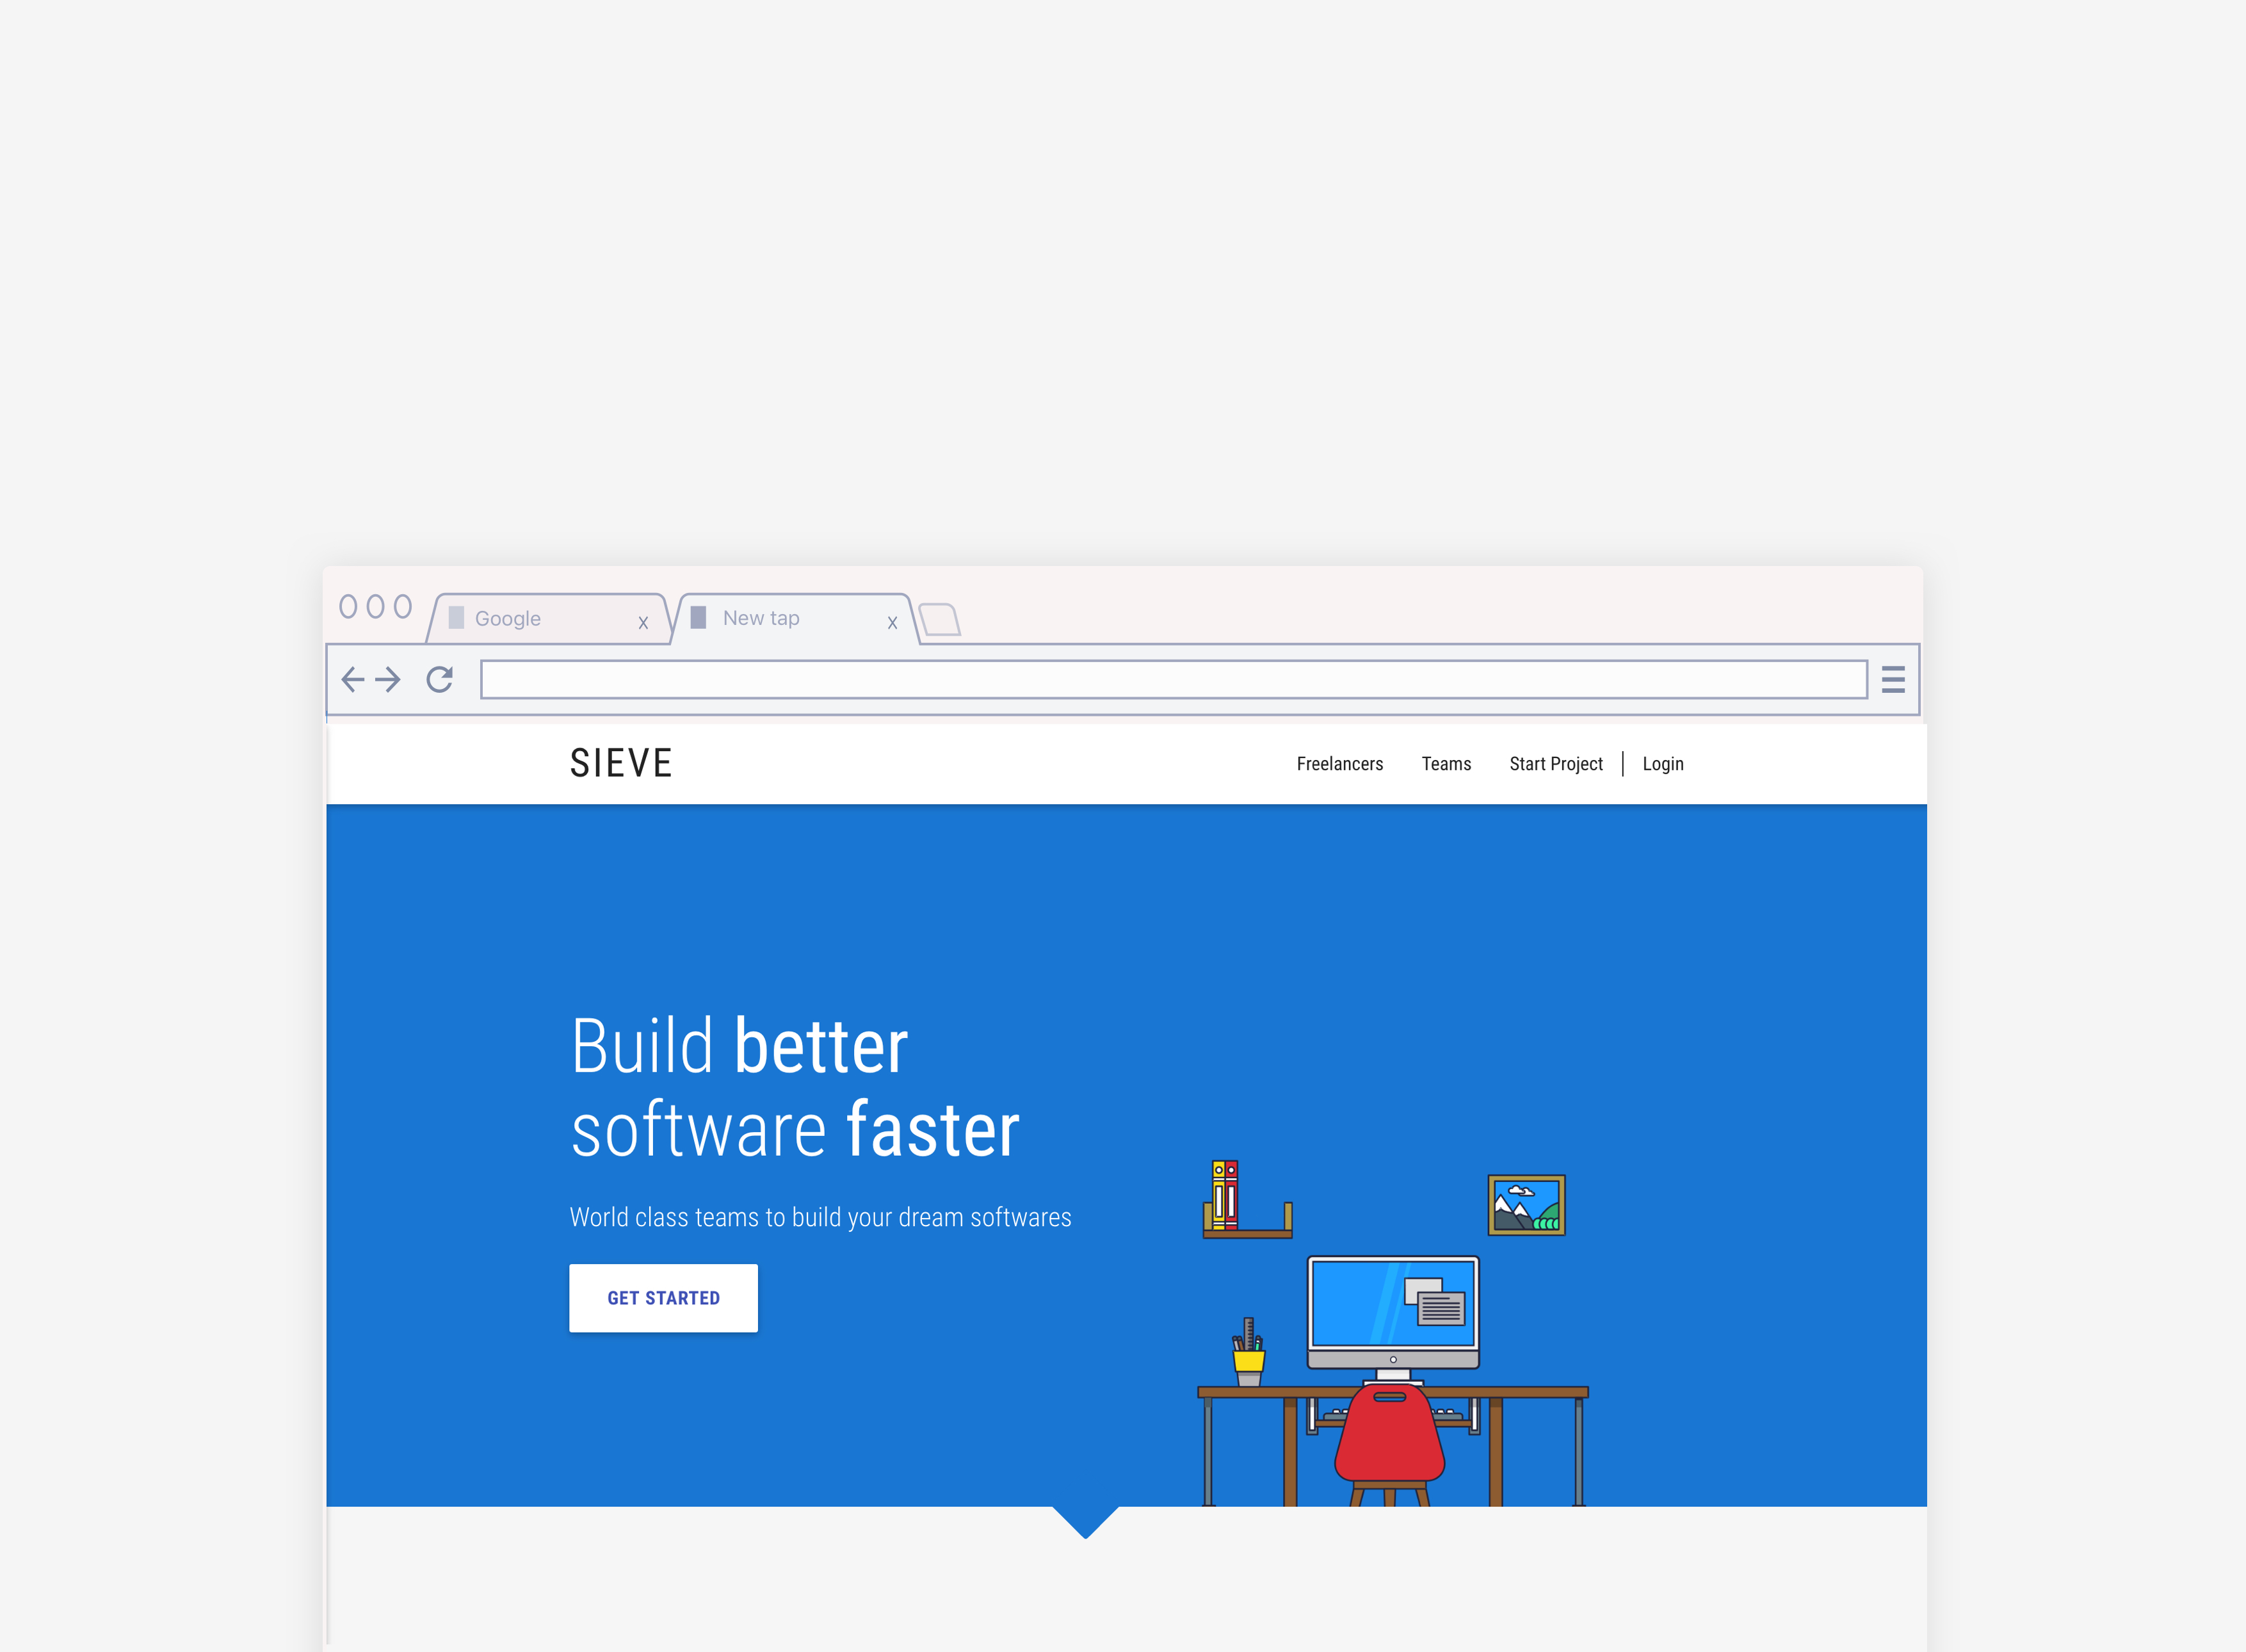 Google x New tap x
SIEVE Freelancers Teams Start Project Login
Build better
software faster
World class teams to build your dream softwares
GET STARTED